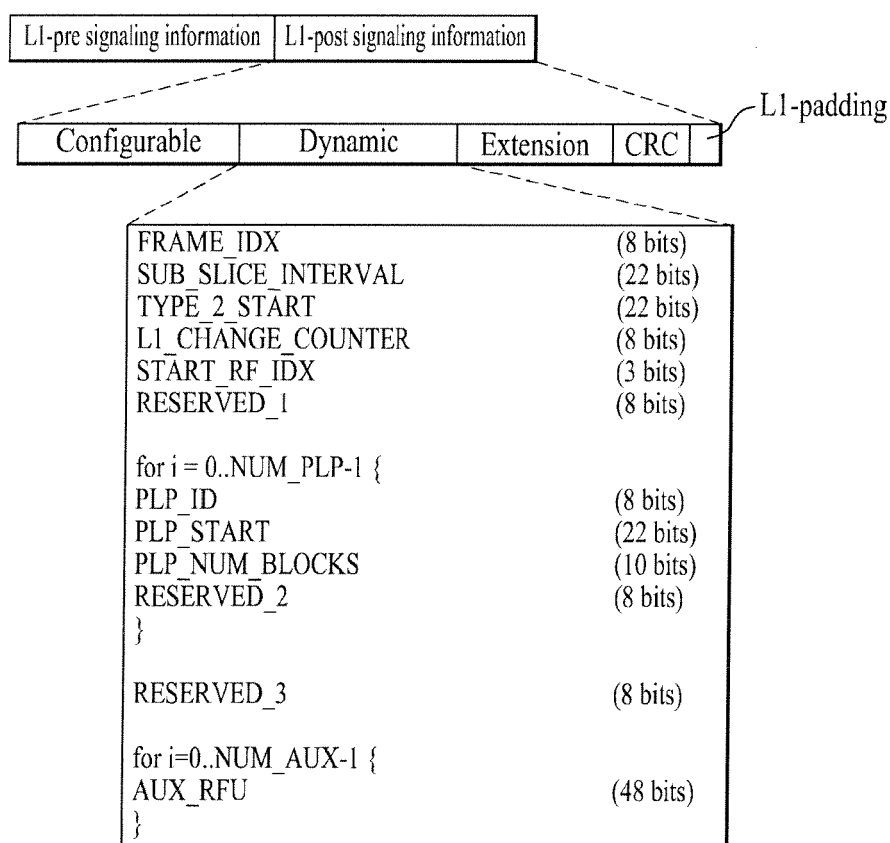 L1-pre signaling information L1-post signaling information
L1-padding
Configurable Dynamic Extension CRC
FRAME_IDX (8 bits)
SUB_SLICE_INTERVAL (22 bits)
TYPE_2_START (22 bits)
L1_CHANGE_COUNTER (8 bits)
START_RF_IDX (3 bits)
RESERVED_1 (8 bits)
for i = 0..NUM_PLP-1 {
PLP_ID (8 bits)
PLP_START (22 bits)
PLP_NUM_BLOCKS (10 bits)
RESERVED_2 (8 bits)
}
RESERVED_3 (8 bits)
for i=0..NUM_AUX-1 {
AUX_RFU (48 bits)
}